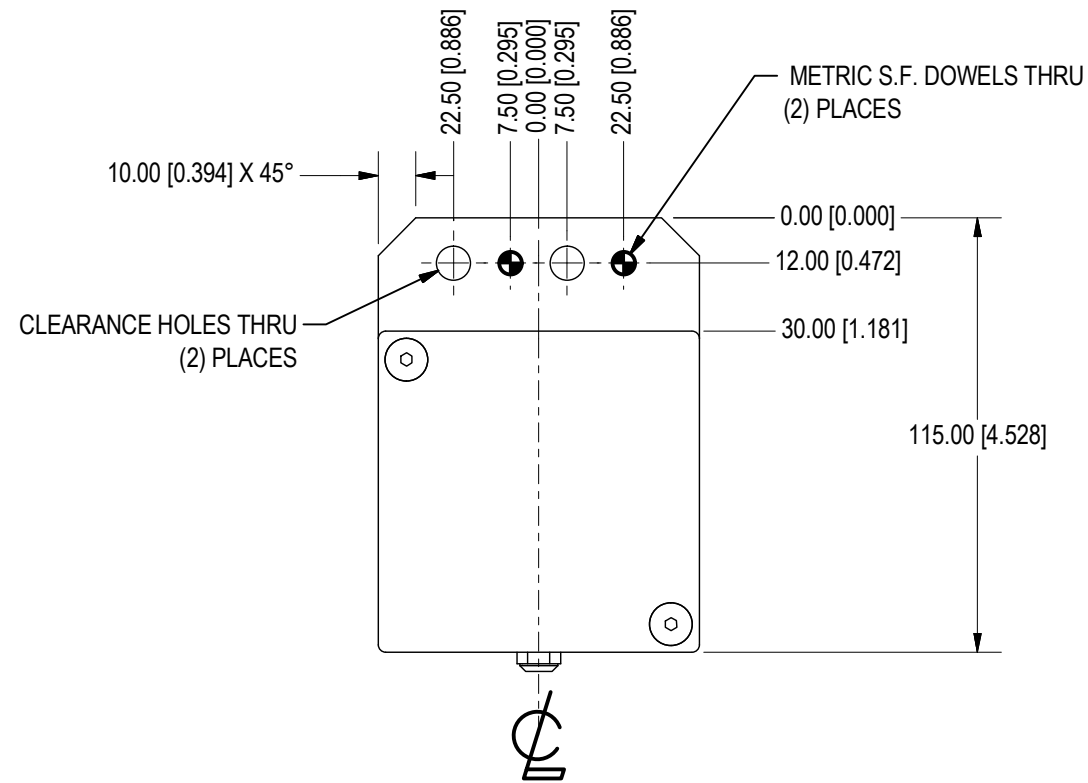 22.50 [0.886]
7.50 [0.295]
0.00 [0.000]
7.50 [0.295]
22.50 [0.886]
METRIC S.F. DOWELS THRU
(2) PLACES
10.00 [0.394] X 45°
0.00 [0.000]
12.00 [0.472]
CLEARANCE HOLES THRU
(2) PLACES
30.00 [1.181]
115.00 [4.528]
CL